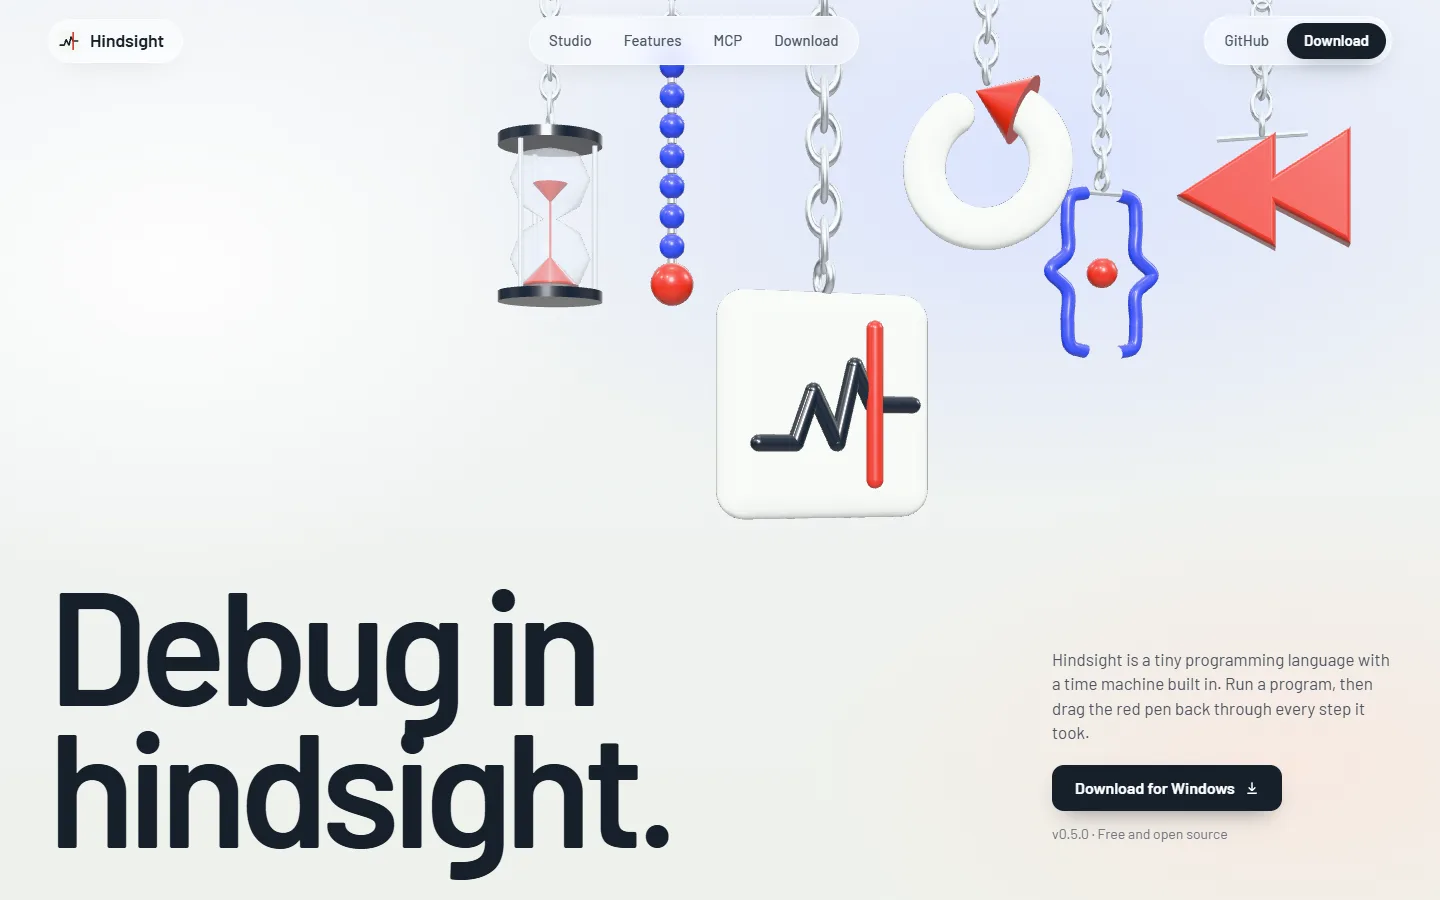 Hindsight
Studio Features MCP Download
GitHub Download
Debug in
hindsight.
Hindsight is a tiny programming language with
a time machine built in. Run a program, then
drag the red pen back through every step it
took.
Download for Windows
v0.5.0 · Free and open source